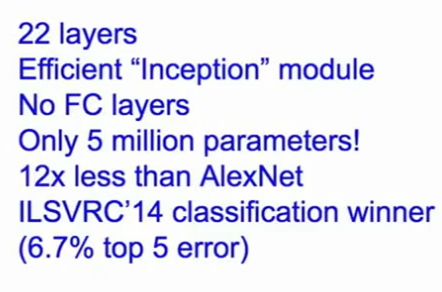 22 layers
Efficient “Inception” module
No FC layers
Only 5 million parameters!
12x less than AlexNet
ILSVRC’14 classification winner
(6.7% top 5 error)